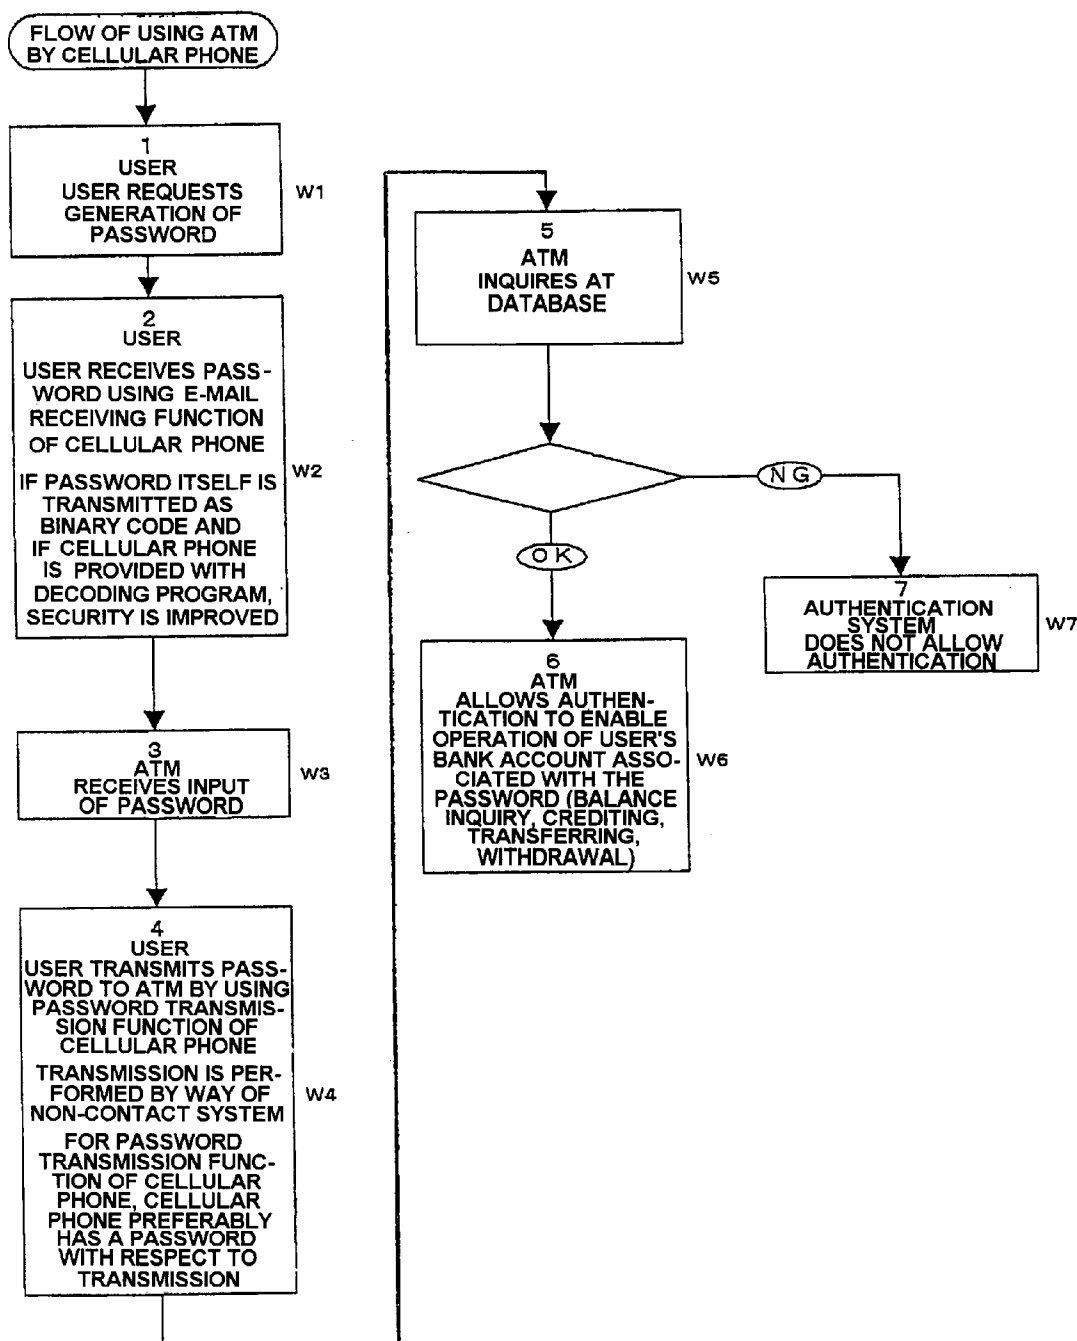 FLOW OF USING ATM
BY CELLULAR PHONE
1
USER
USER REQUESTS
GENERATION OF
PASSWORD
W1
2
USER
USER RECEIVES PASS-
WORD USING E-MAIL
RECEIVING FUNCTION
OF CELLULAR PHONE
IF PASSWORD ITSELF IS
TRANSMITTED AS
BINARY CODE AND
IF CELLULAR PHONE
IS PROVIDED WITH
DECODING PROGRAM,
SECURITY IS IMPROVED
W2
3
ATM
RECEIVES INPUT
OF PASSWORD
W3
4
USER
USER TRANSMITS PASS-
WORD TO ATM BY USING
PASSWORD TRANSMIS-
SION FUNCTION OF
CELLULAR PHONE
TRANSMISSION IS PER-
FORMED BY WAY OF
NON-CONTACT SYSTEM
FOR PASSWORD
TRANSMISSION FUNC-
TION OF CELLULAR
PHONE, CELLULAR
PHONE PREFERABLY
HAS A PASSWORD
WITH RESPECT TO
TRANSMISSION
W4
5
ATM
INQUIRES AT
DATABASE
W5
NG
OK
6
ATM
ALLOWS AUTHEN-
TICATION TO ENABLE
OPERATION OF USER'S
BANK ACCOUNT ASSO-
CIATED WITH THE
PASSWORD (BALANCE
INQUIRY, CREDITING,
TRANSFERRING,
WITHDRAWAL)
W6
7
AUTHENTICATION
SYSTEM
DOES NOT ALLOW
AUTHENTICATION
W7